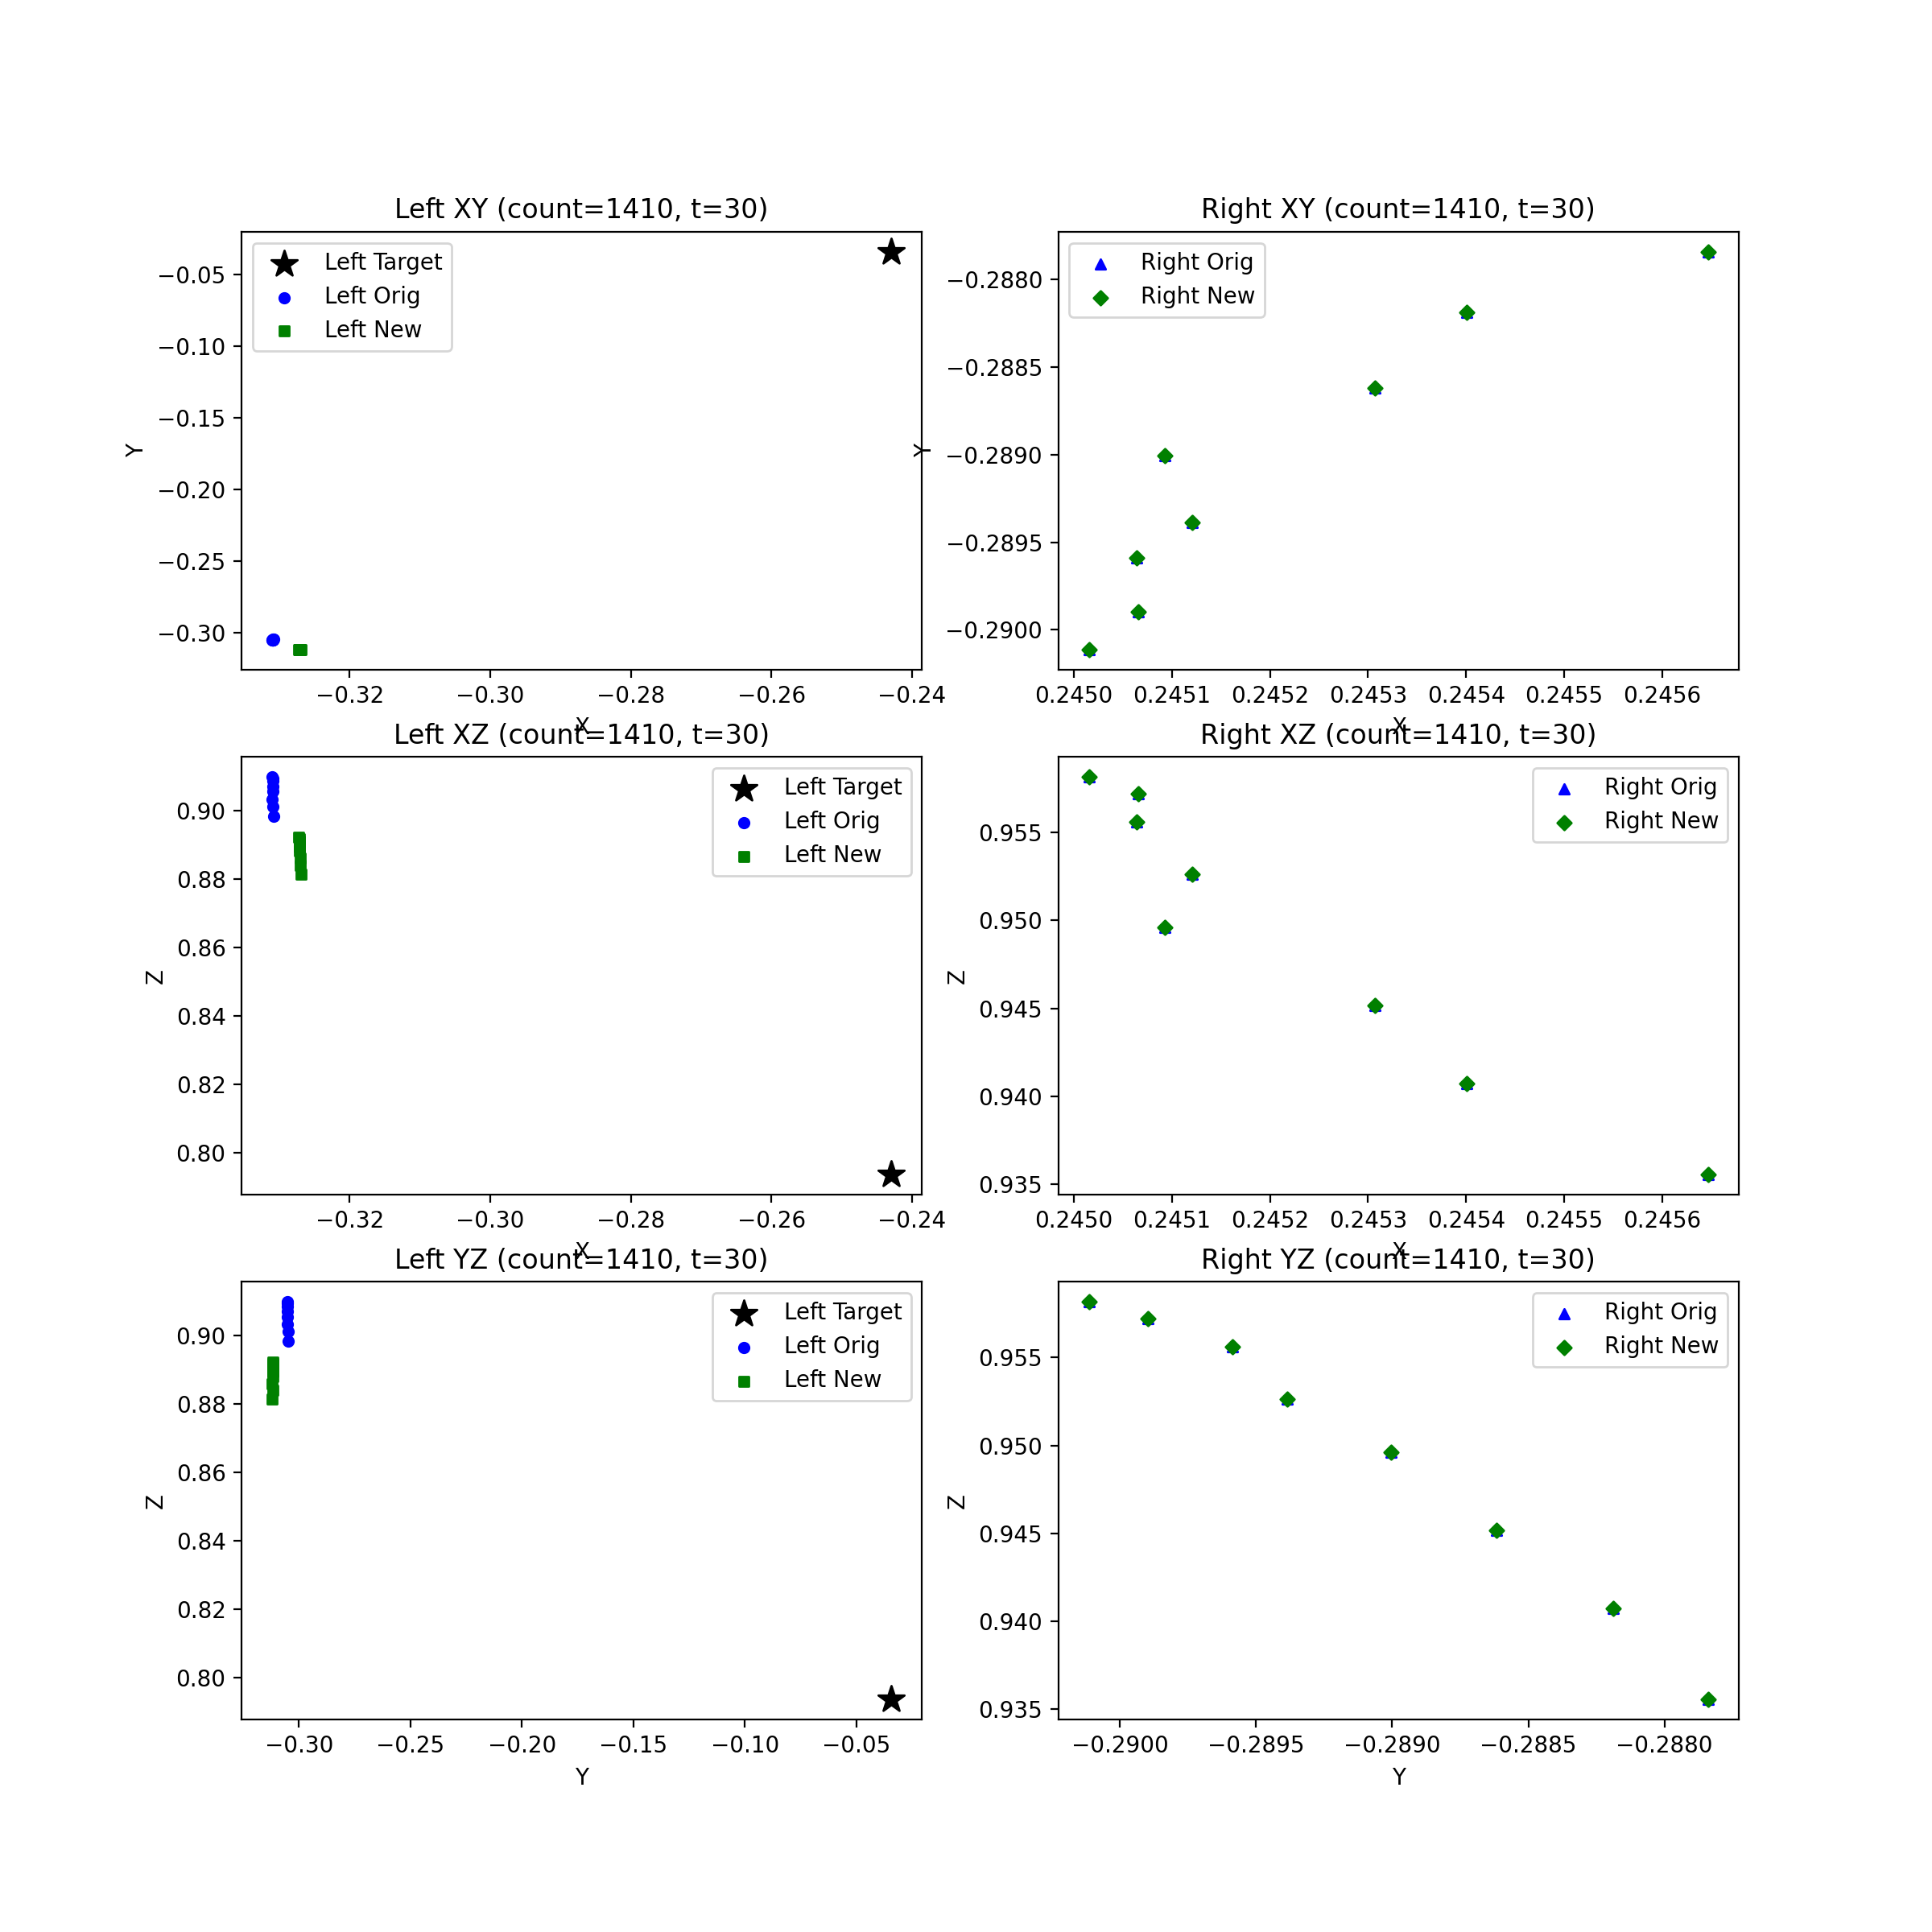 Left XY (count=1410, t=30)
Left Target
Left Orig
Left New
−0.05
−0.10
−0.15
−0.20
−0.25
−0.30
Y
−0.32 −0.30 −0.28 −0.26 −0.24
X
Right XY (count=1410, t=30)
Right Orig
Right New
−0.2880
−0.2885
−0.2890
−0.2895
−0.2900
Y
0.2450 0.2451 0.2452 0.2453 0.2454 0.2455 0.2456
X
Left XZ (count=1410, t=30)
Left Target
Left Orig
Left New
0.90
0.88
0.86
0.84
0.82
0.80
Z
−0.32 −0.30 −0.28 −0.26 −0.24
X
Right XZ (count=1410, t=30)
Right Orig
Right New
0.955
0.950
0.945
0.940
0.935
Z
0.2450 0.2451 0.2452 0.2453 0.2454 0.2455 0.2456
X
Left YZ (count=1410, t=30)
Left Target
Left Orig
Left New
0.90
0.88
0.86
0.84
0.82
0.80
Z
−0.30 −0.25 −0.20 −0.15 −0.10 −0.05
Y
Right YZ (count=1410, t=30)
Right Orig
Right New
0.955
0.950
0.945
0.940
0.935
Z
−0.2900 −0.2895 −0.2890 −0.2885 −0.2880
Y